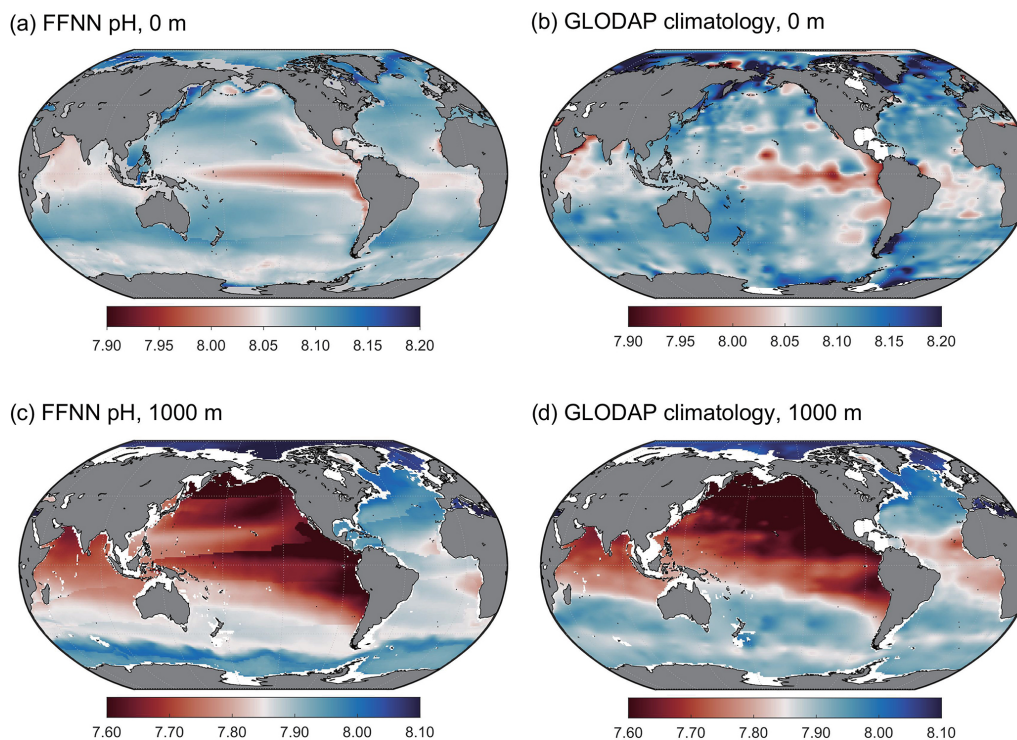 (a) FFNN pH, 0 m
(b) GLODAP climatology, 0 m
7.90 7.95 8.00 8.05 8.10 8.15 8.20
7.90 7.95 8.00 8.05 8.10 8.15 8.20
(c) FFNN pH, 1000 m
(d) GLODAP climatology, 1000 m
7.60 7.70 7.80 7.90 8.00 8.10
7.60 7.70 7.80 7.90 8.00 8.10